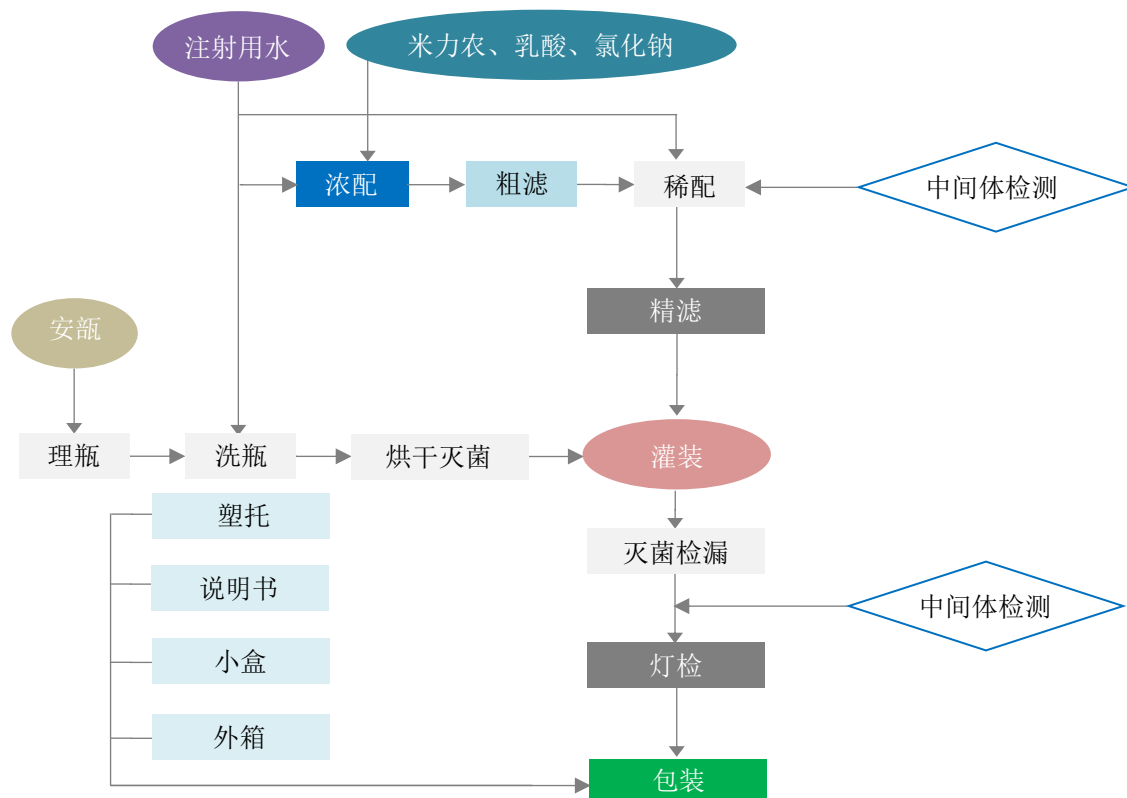 注射用水
米力农、乳酸、氯化钠
浓配
粗滤
稀配
中间体检测
精滤
安瓿
理瓶
洗瓶
烘干灭菌
灌装
塑托
灭菌检漏
说明书
中间体检测
小盒
灯检
外箱
包装